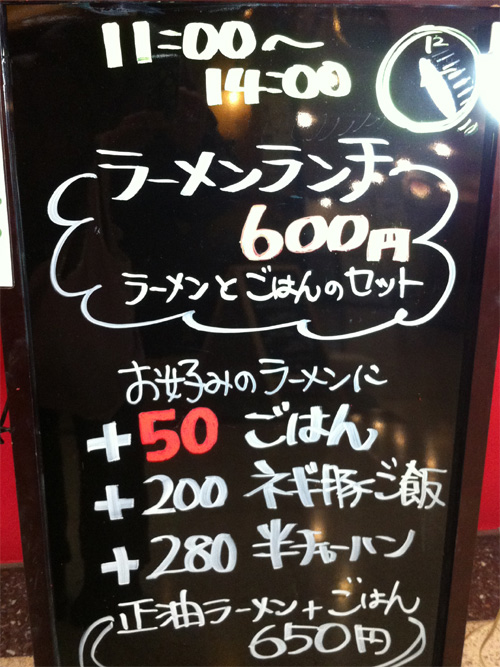 11:00〜
14:00
12
ラーメンランチ
600円
ラーメンとごはんのセット
お好みのラーメンに
+50 ごはん
+200 ネギ豚ご飯
+280 半チャーハン
正油ラーメン+ごはん
650円